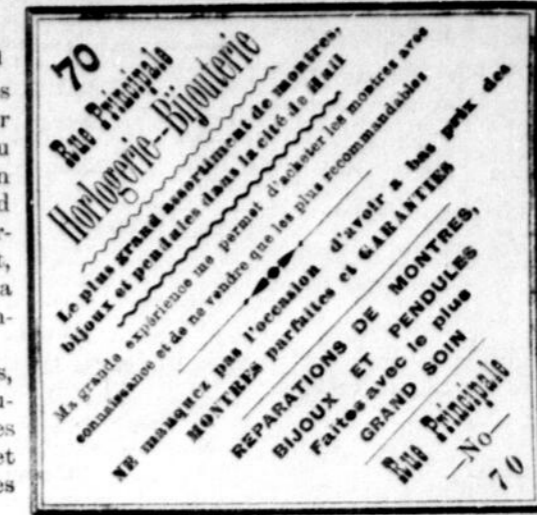 70
Rue Principale
Horlogerie--Bijouterie
Le plus grand assortiment de montres,
bijoux et pendules dans la cité de Hull
Ma grande expérience me permet d'acheter les montres avec
connaissance et de ne vendre que les plus recommandables
NE manquez pas l'occasion d'avoir a bas prix des
MONTRES parfaites et GARANTIES
REPARATIONS DE MONTRES,
BIJOUX ET PENDULES
Faites avec le plus
GRAND SOIN
Rue Principale
—No—
70